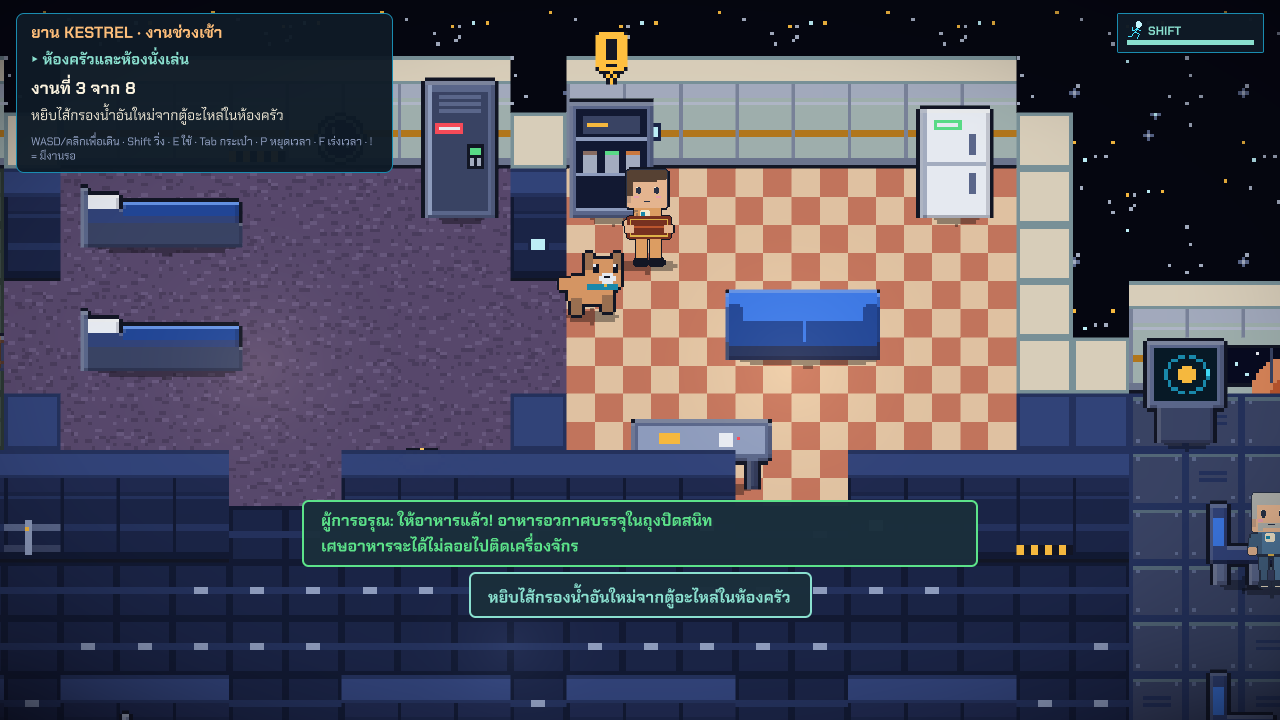 ยาน KESTREL · งานช่วงเช้า
▸ ห้องครัวและห้องนั่งเล่น
งานที่ 3 จาก 8
หยิบไส้กรองน้ำอันใหม่จากตู้อะไหล่ในห้องครัว
WASD/คลิกเพื่อเดิน · Shift วิ่ง · E ใช้ · Tab กระเป๋า · P หยุดเวลา · F เร่งเวลา · !
= มีงานรอ
SHIFT
ผู้การอรุณ: ให้อาหารแล้ว! อาหารอวกาศบรรจุในถุงปิดสนิท
เศษอาหารจะได้ไม่ลอยไปติดเครื่องจักร
หยิบไส้กรองน้ำอันใหม่จากตู้อะไหล่ในห้องครัว